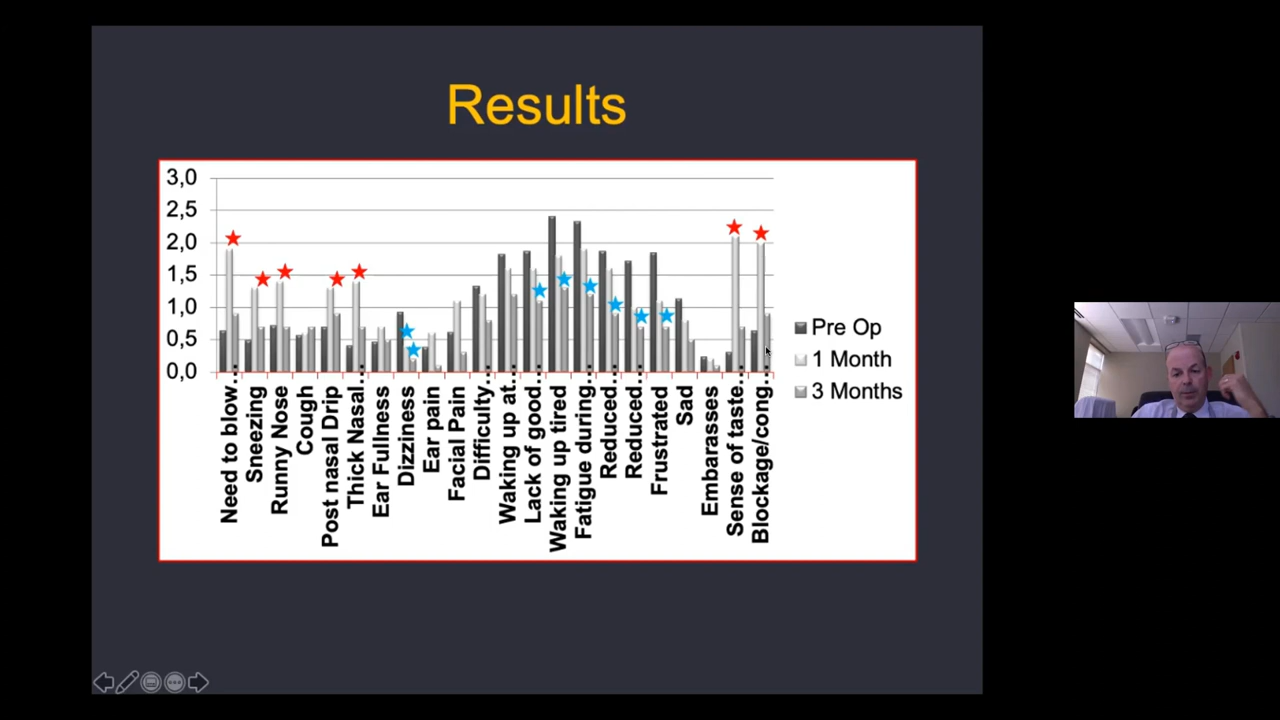 Results
3,0
2,5
2,0
1,5
1,0
0,5
0,0
Need to blow…
Sneezing
Runny Nose
Cough
Post nasal Drip
Thick Nasal…
Ear Fullness
Dizziness
Ear pain
Facial Pain
Difficulty…
Waking up at…
Lack of good…
Waking up tired
Fatigue during…
Reduced…
Reduced…
Frustrated
Sad
Embarasses
Sense of taste…
Blockage/cong…
Pre Op
1 Month
3 Months